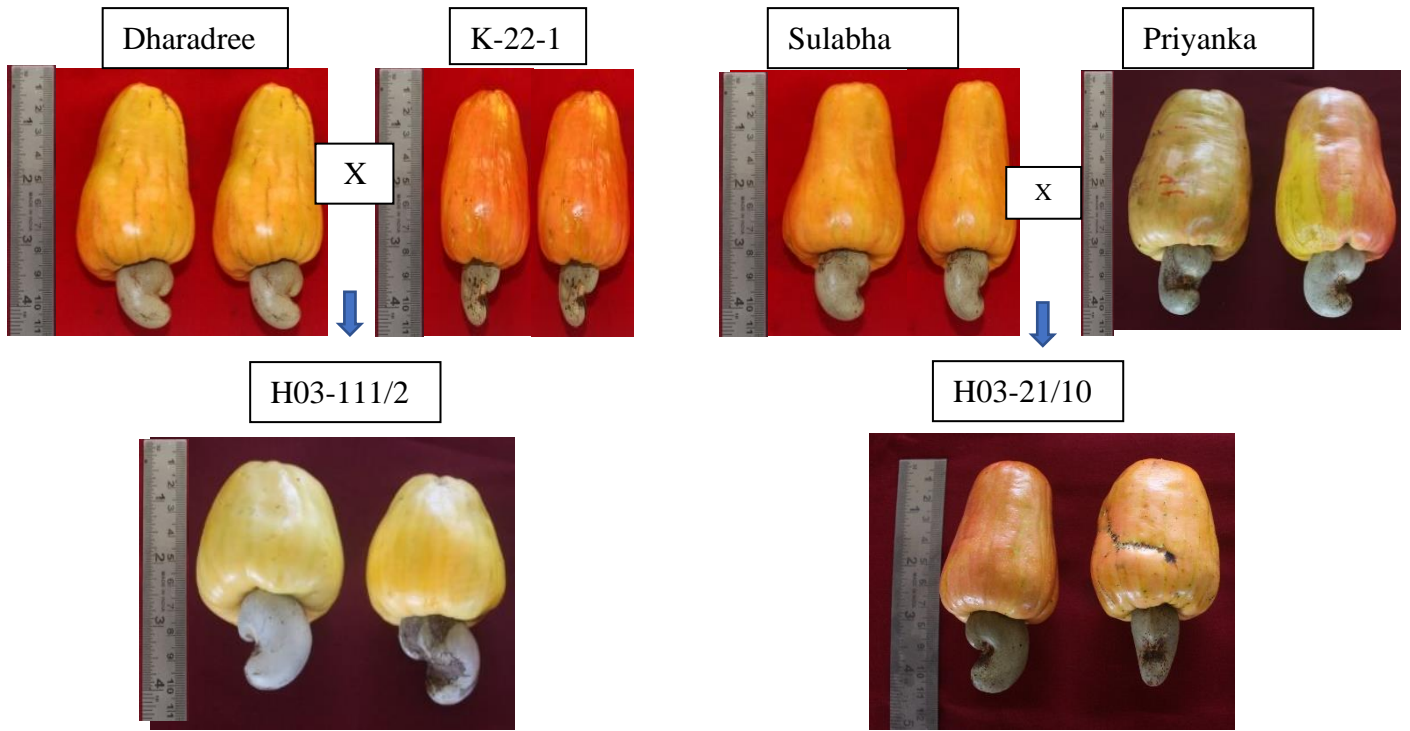 Dharadree
K-22-1
Sulabha
Priyanka
X
X
H03-111/2
H03-21/10